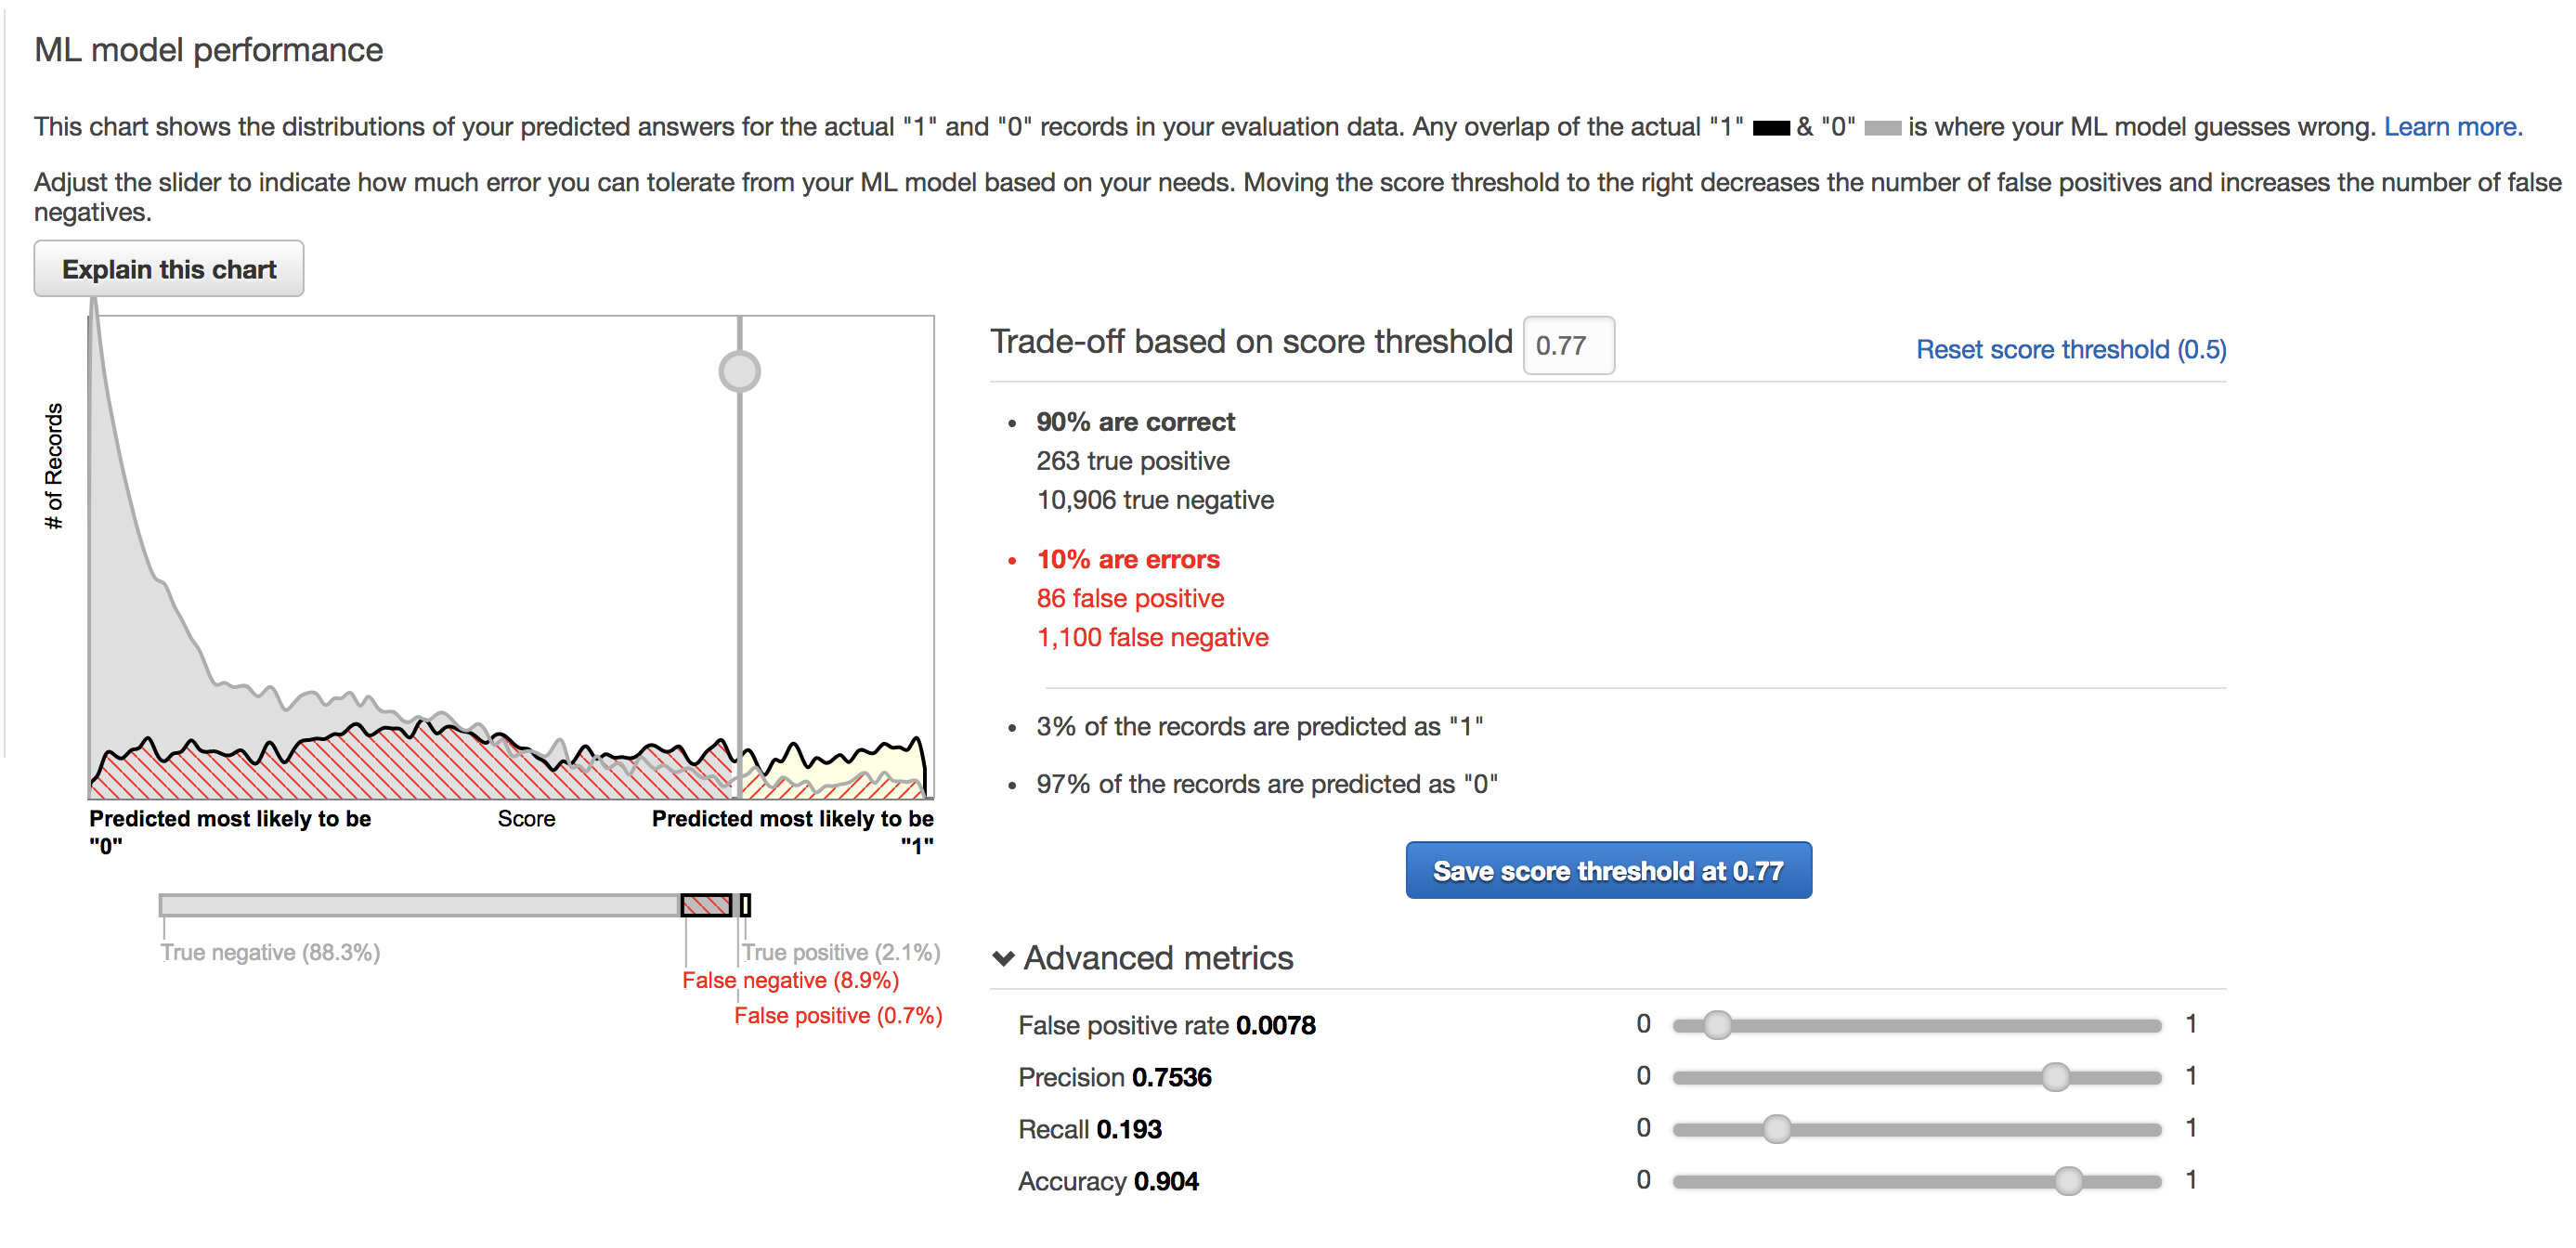 ML model performance
This chart shows the distributions of your predicted answers for the actual "1" and "0" records in your evaluation data. Any overlap of the actual "1" & "0" is where your ML model guesses wrong. Learn more.
Adjust the slider to indicate how much error you can tolerate from your ML model based on your needs. Moving the score threshold to the right decreases the number of false positives and increases the number of false
negatives.
Explain this chart
# of Records
Predicted most likely to be
"0"
Score
Predicted most likely to be
"1"
True negative (88.3%)
True positive (2.1%)
False negative (8.9%)
False positive (0.7%)
Trade-off based on score threshold 0.77
Reset score threshold (0.5)
• 90% are correct
263 true positive
10,906 true negative
• 10% are errors
86 false positive
1,100 false negative
• 3% of the records are predicted as "1"
• 97% of the records are predicted as "0"
Save score threshold at 0.77
Advanced metrics
False positive rate 0.0078 0 1
Precision 0.7536 0 1
Recall 0.193 0 1
Accuracy 0.904 0 1